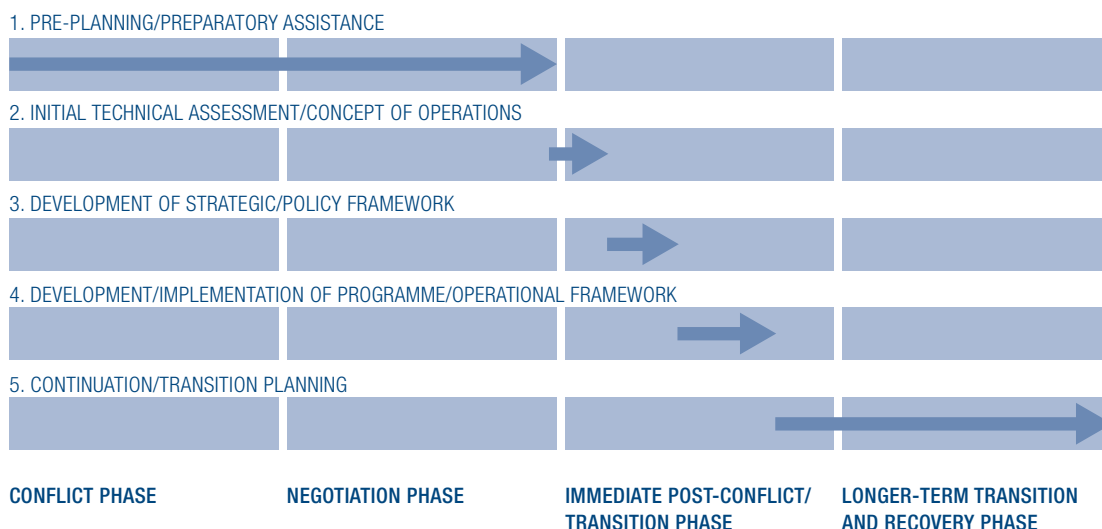 1. PRE-PLANNING/PREPARATORY ASSISTANCE
2. INITIAL TECHNICAL ASSESSMENT/CONCEPT OF OPERATIONS
3. DEVELOPMENT OF STRATEGIC/POLICY FRAMEWORK
4. DEVELOPMENT/IMPLEMENTATION OF PROGRAMME/OPERATIONAL FRAMEWORK
5. CONTINUATION/TRANSITION PLANNING
CONFLICT PHASE
NEGOTIATION PHASE
IMMEDIATE POST-CONFLICT/
TRANSITION PHASE
LONGER-TERM TRANSITION
AND RECOVERY PHASE